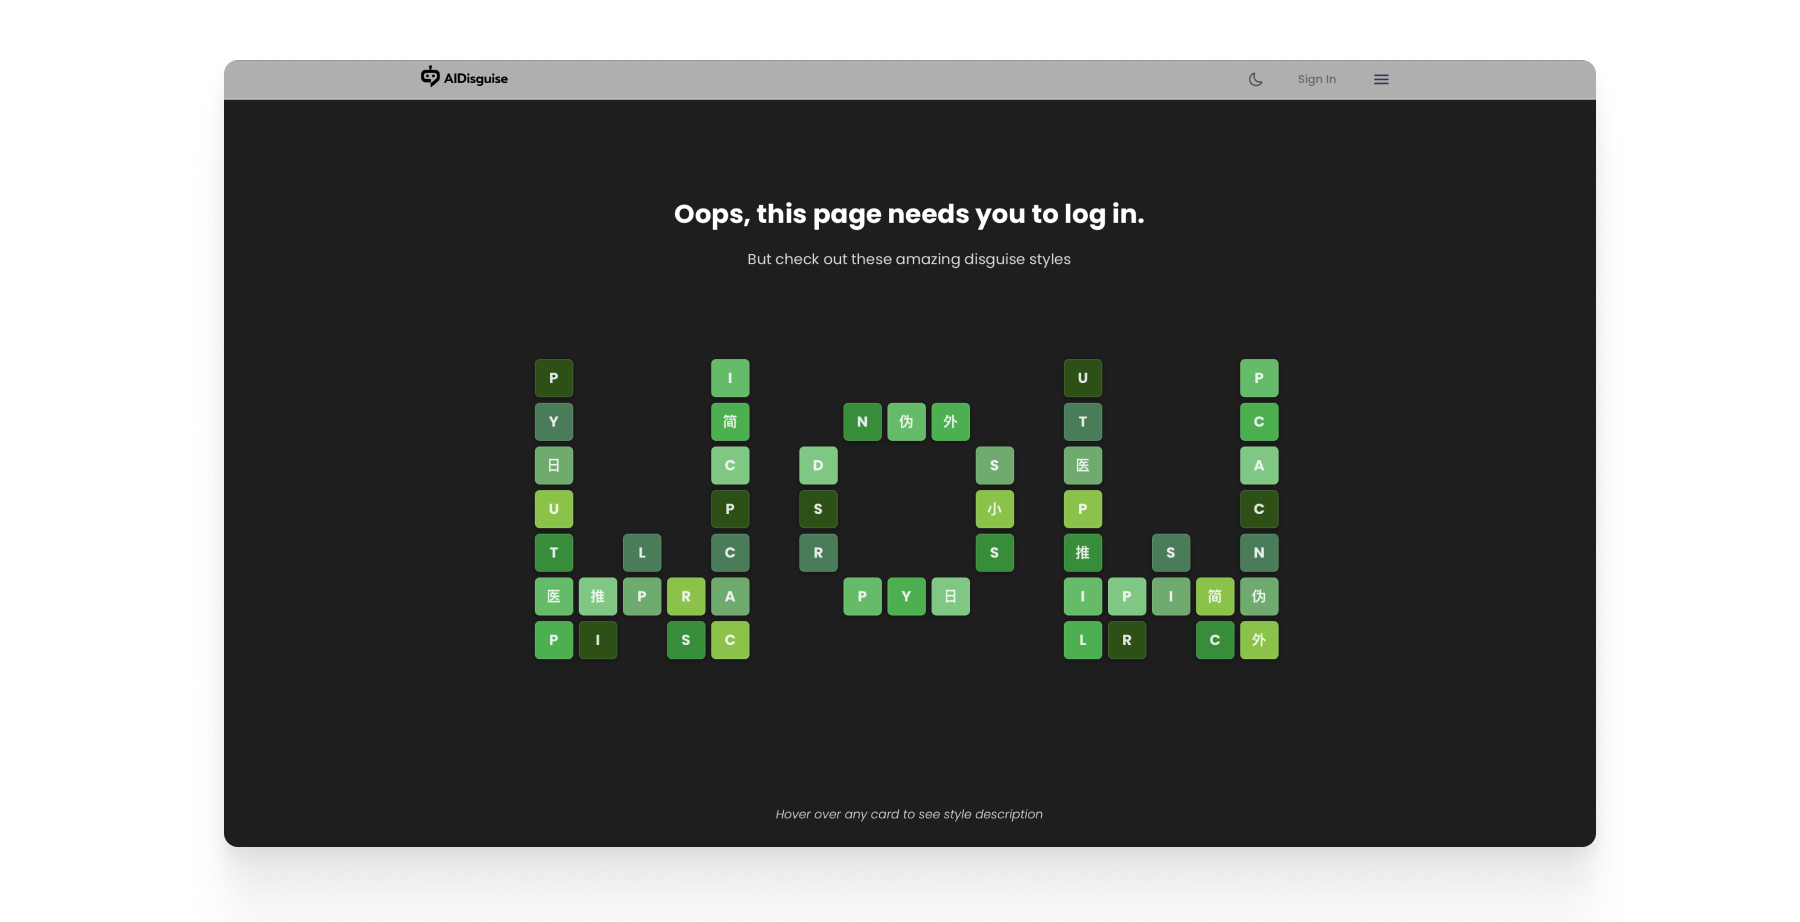 AIDisguise
Sign In
Oops, this page needs you to log in.
But check out these amazing disguise styles
P I U P
Y 简 N 伪 外 T C
日 C D S 医 A
U P S 小 P C
T L C R S 推 S N
医 推 P R A P Y 日 I P I 简 伪
P I S C L R C 外
Hover over any card to see style description